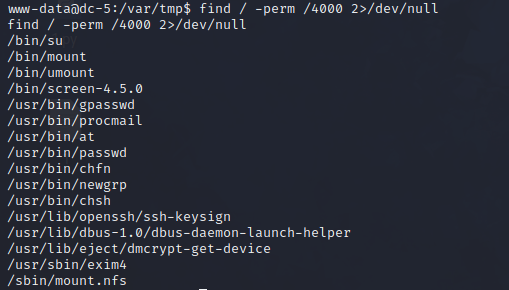 www-data@dc-5:/var/tmp$ find / -perm /4000 2>/dev/null
find / -perm /4000 2>/dev/null
/bin/su
/bin/mount
/bin/umount
/bin/screen-4.5.0
/usr/bin/gpasswd
/usr/bin/procmail
/usr/bin/at
/usr/bin/passwd
/usr/bin/chfn
/usr/bin/newgrp
/usr/bin/chsh
/usr/lib/openssh/ssh-keysign
/usr/lib/dbus-1.0/dbus-daemon-launch-helper
/usr/lib/eject/dmcrypt-get-device
/usr/sbin/exim4
/sbin/mount.nfs